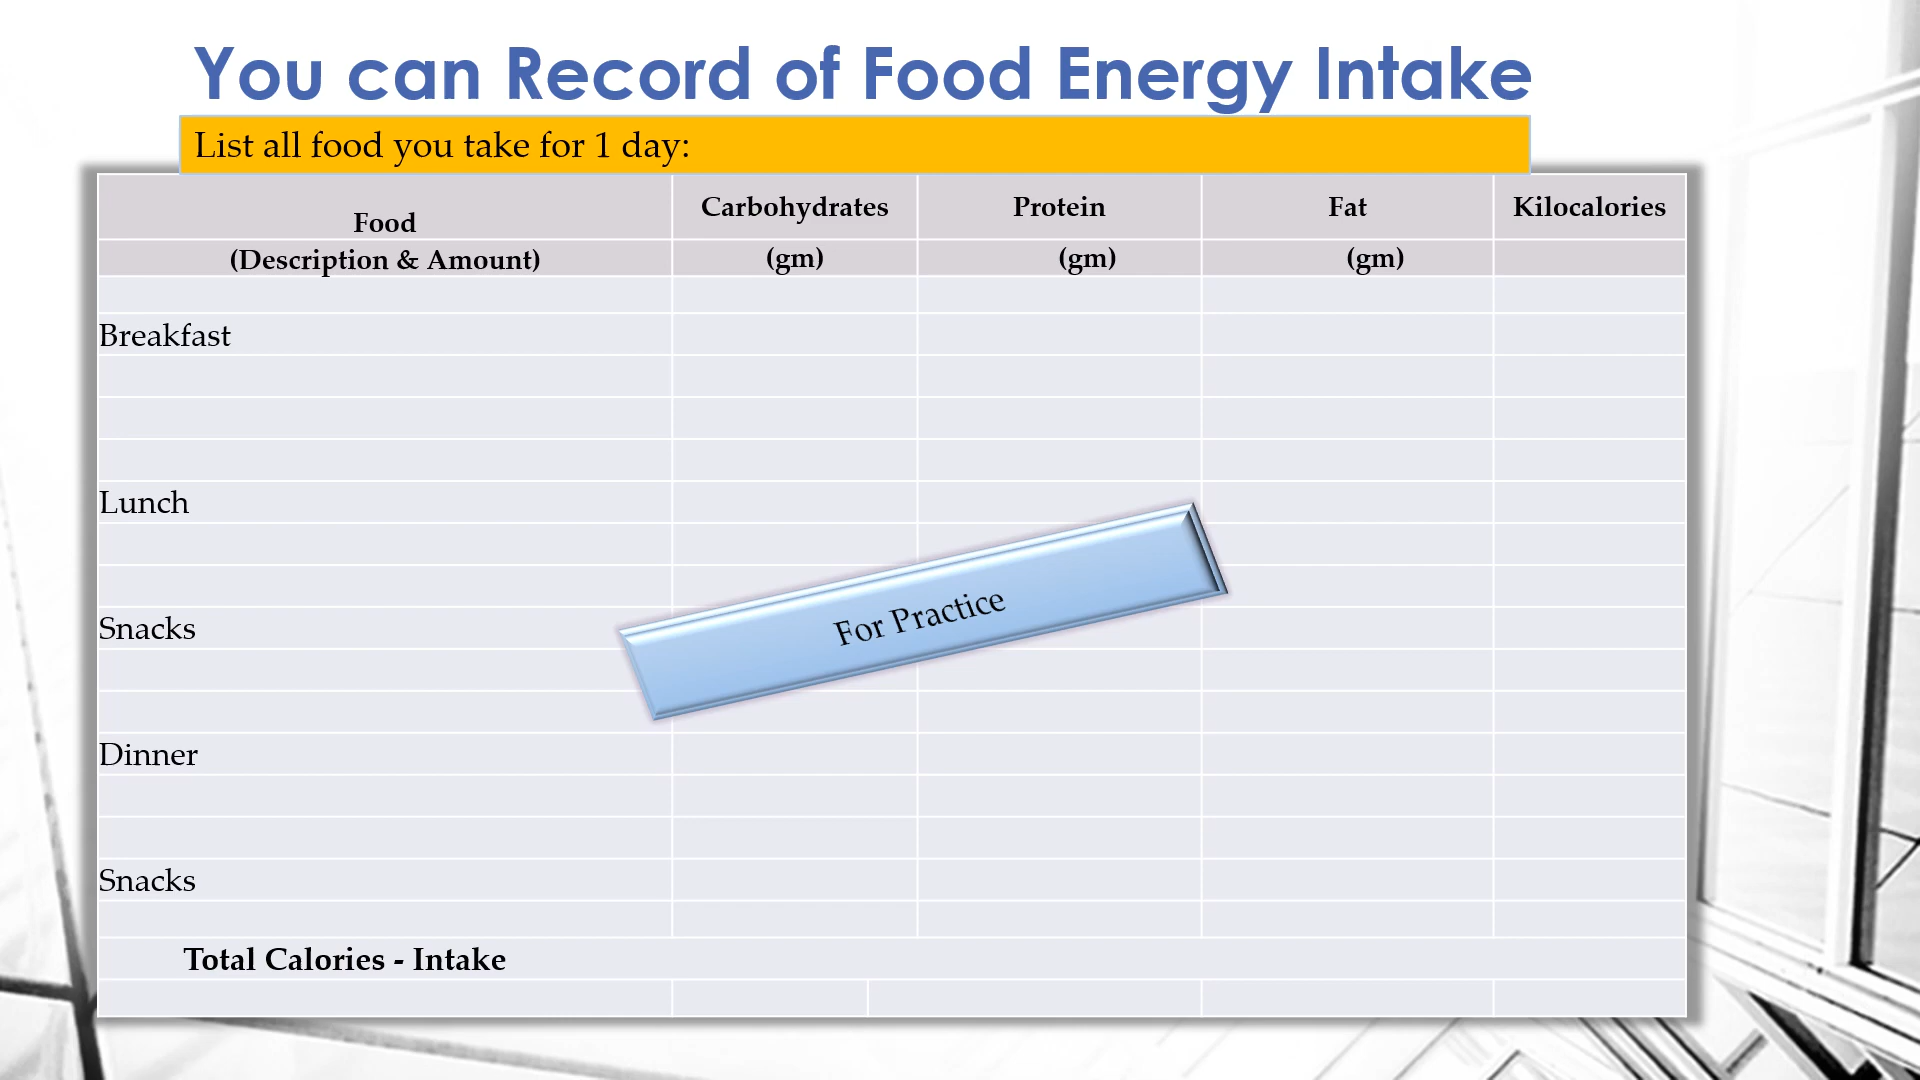 You can Record of Food Energy Intake
List all food you take for 1 day:
Food Carbohydrates Protein Fat Kilocalories
(Description & Amount) (gm) (gm) (gm)
Breakfast
Lunch
For Practice
Snacks
Dinner
Snacks
Total Calories - Intake